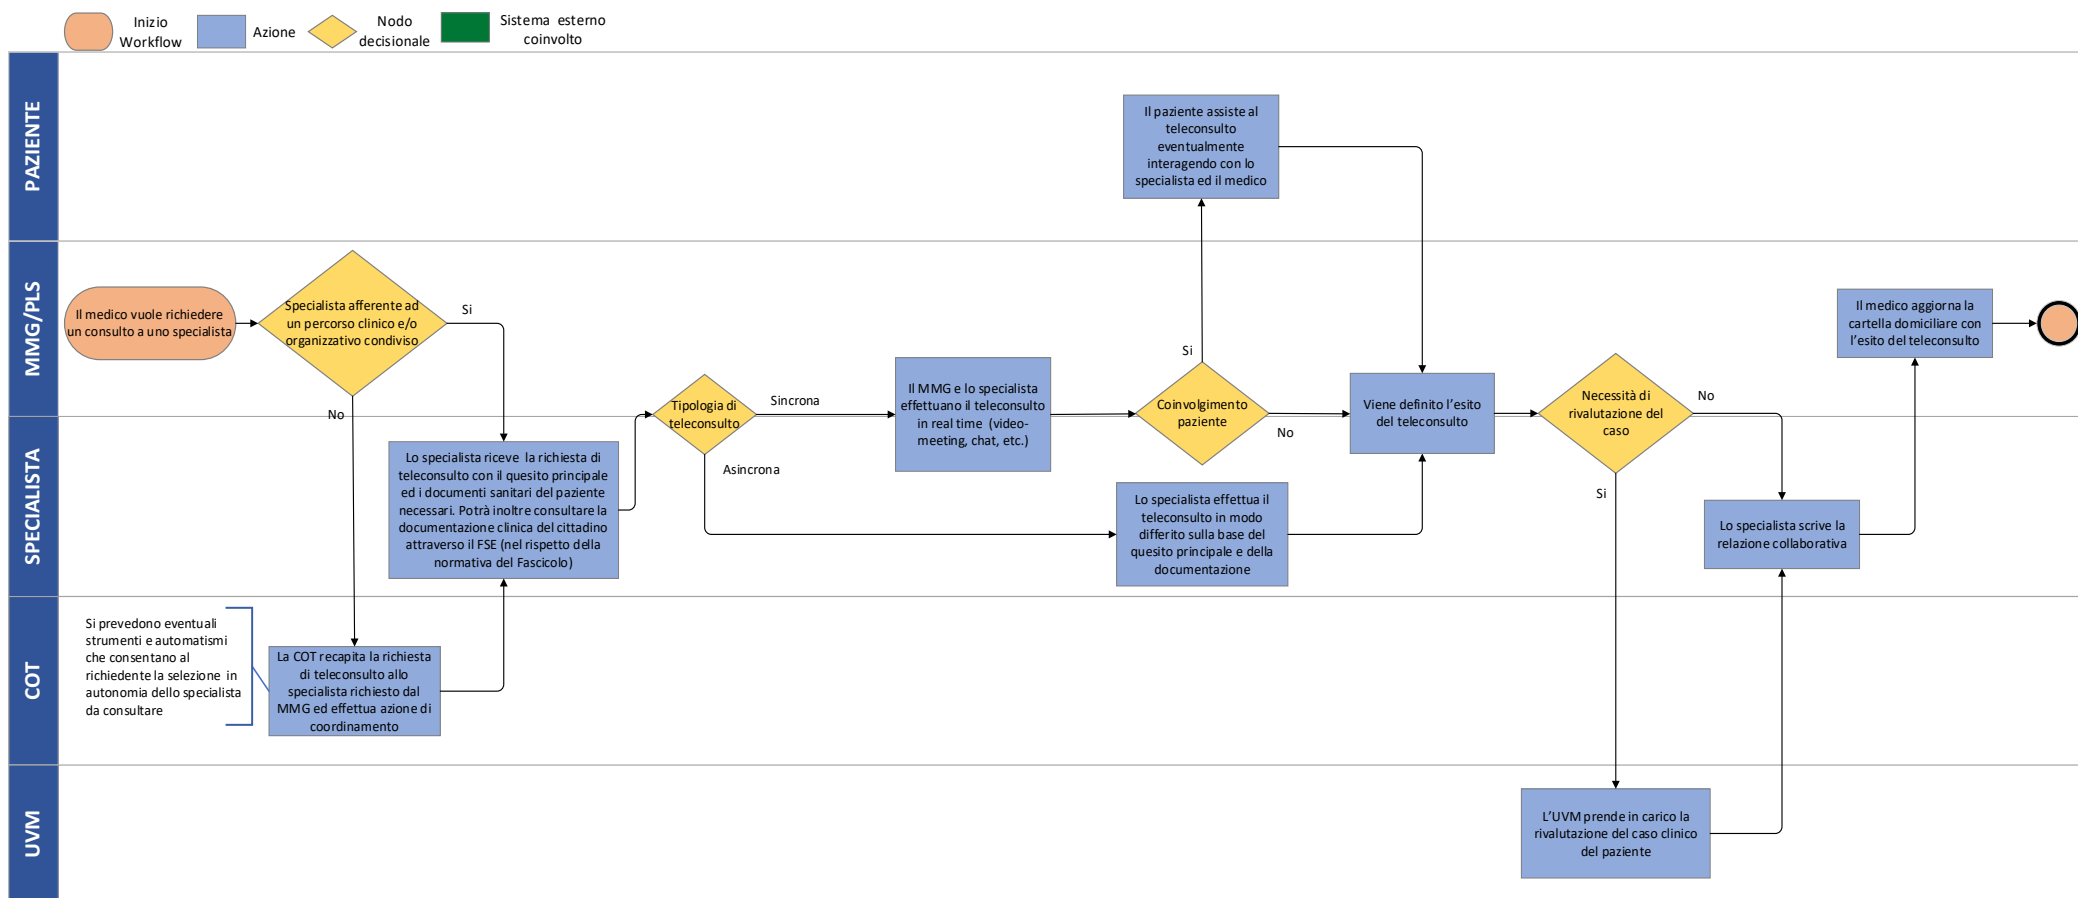 Inizio
Workflow
Azione
Nodo
decisionale
Sistema esterno
coinvolto
PAZIENTE
Il paziente assiste al
teleconsulto
eventualmente
interagendo con lo
specialista ed il medico
MMG/PLS
Il medico vuole richiedere
un consulto a uno specialista
Specialista afferente ad
un percorso clinico e/o
organizzativo condiviso
Si
No
Tipologia di
teleconsulto
Sincrona
Asincrona
Il MMG e lo specialista
effettuano il teleconsulto
in real time (video-
meeting, chat, etc.)
Si
Coinvolgimento
paziente
No
Viene definito l'esito
del teleconsulto
Necessità di
rivalutazione del
caso
No
Si
Il medico aggiorna la
cartella domiciliare con
l'esito del teleconsulto
SPECIALISTA
Lo specialista riceve la richiesta di
teleconsulto con il quesito principale
ed i documenti sanitari del paziente
necessari. Potrà inoltre consultare la
documentazione clinica del cittadino
attraverso il FSE (nel rispetto della
normativa del Fascicolo)
Lo specialista effettua il
teleconsulto in modo
differito sulla base del
quesito principale e della
documentazione
Lo specialista scrive la
relazione collaborativa
COT
Si prevedono eventuali
strumenti e automatismi
che consentano al
richiedente la selezione in
autonomia dello specialista
da consultare
La COT recapita la richiesta
di teleconsulto allo
specialista richiesto dal
MMG ed effettua azione di
coordinamento
UVM
L'UVM prende in carico la
rivalutazione del caso clinico
del paziente